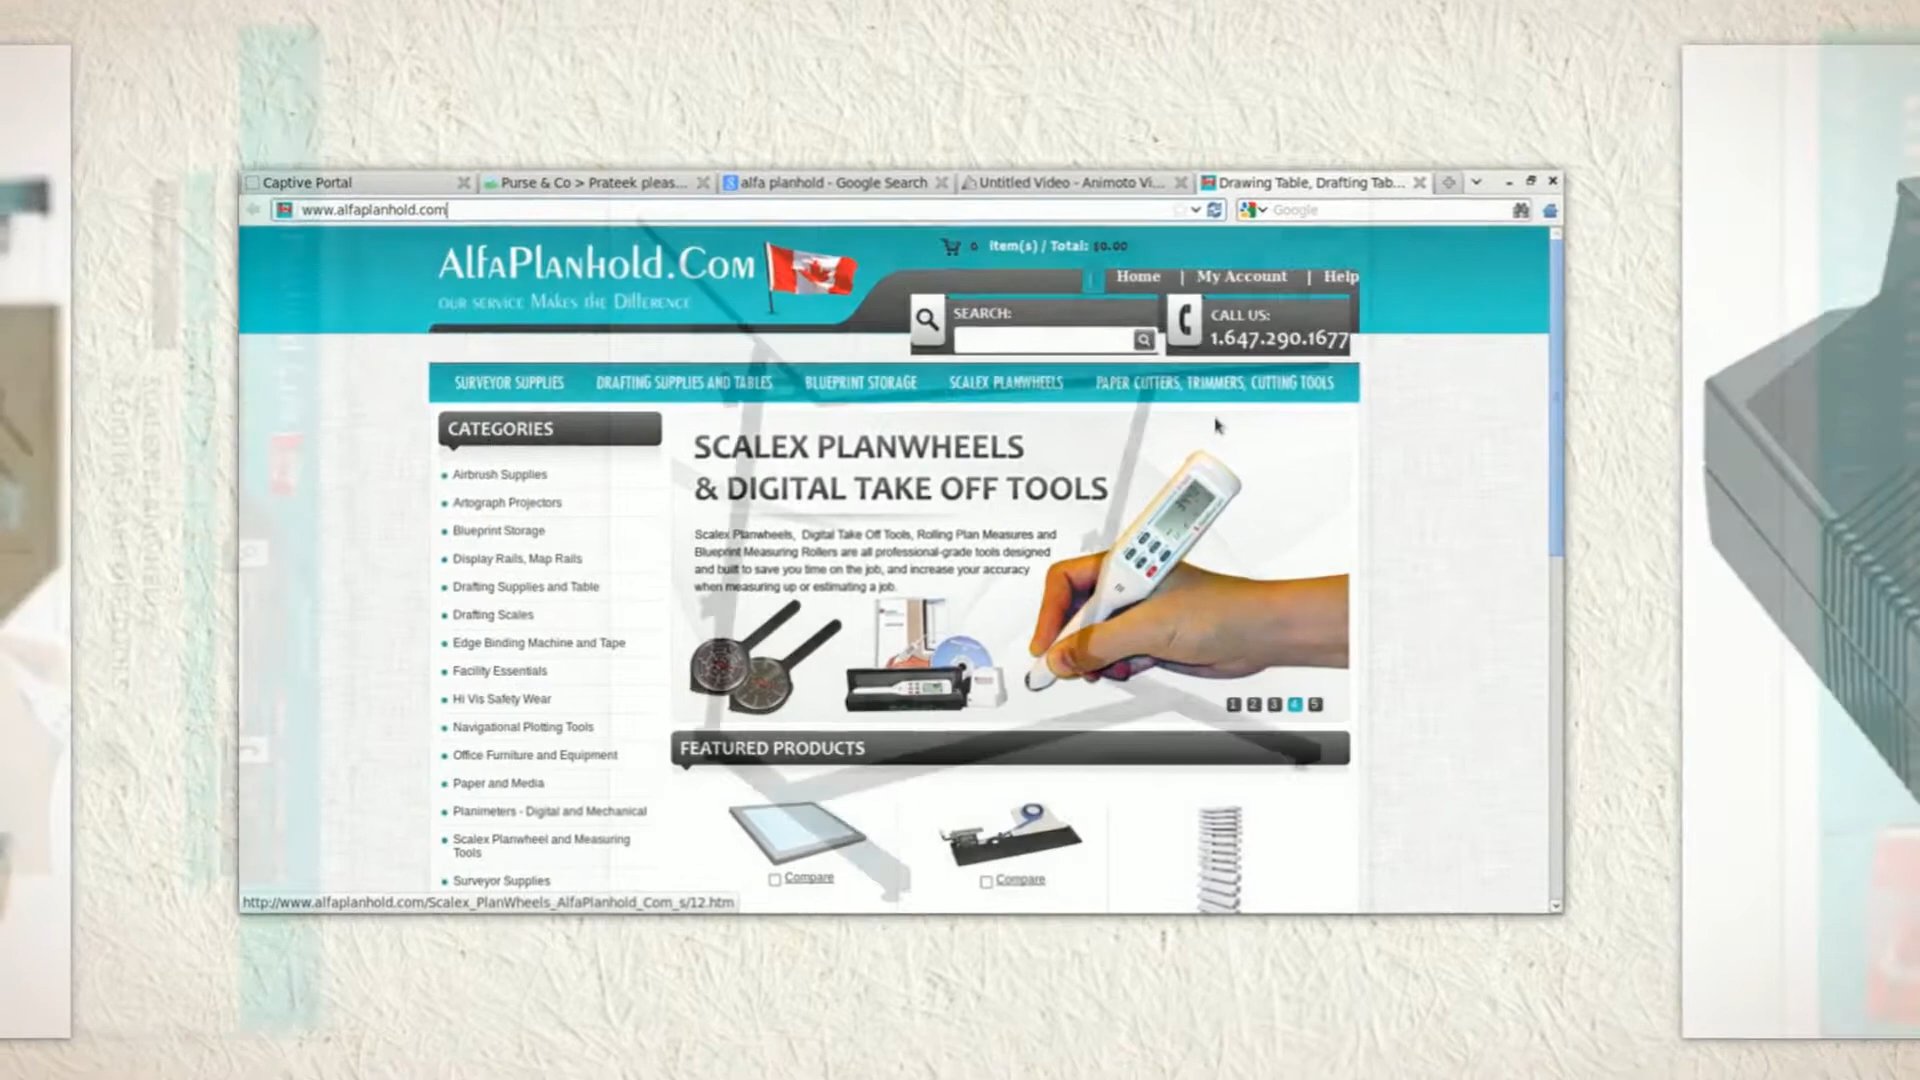 Captive Portal
Purse & Co > Prateek pleas...
alfa planhold - Google Search
Untitled Video - Animoto Vi...
Drawing Table, Drafting Tab...
www.alfaplanhold.com
Google
AlfaPlanhold.Com
our service Makes the Difference
0 Item(s) / Total: $0.00
Home | My Account | Help
SEARCH:
CALL US:
1.647.290.1677
SURVEYOR SUPPLIES
DRAFTING SUPPLIES AND TABLES
BLUEPRINT STORAGE
SCALEX PLANWHEELS
PAPER CUTTERS, TRIMMERS, CUTTING TOOLS
CATEGORIES
Airbrush Supplies
Artograph Projectors
Blueprint Storage
Display Rails, Map Rails
Drafting Supplies and Table
Drafting Scales
Edge Binding Machine and Tape
Facility Essentials
Hi Vis Safety Wear
Navigational Plotting Tools
Office Furniture and Equipment
Paper and Media
Planimeters - Digital and Mechanical
Scalex Planwheel and Measuring
Tools
Surveyor Supplies
SCALEX PLANWHEELS
& DIGITAL TAKE OFF TOOLS
Scalex Planwheels, Digital Take Off Tools, Rolling Plan Measures and
Blueprint Measuring Rollers are all professional-grade tools designed
and built to save you time on the job, and increase your accuracy
when measuring up or estimating a job.
1 2 3 4 5
FEATURED PRODUCTS
Compare
Compare
http://www.alfaplanhold.com/Scalex_PlanWheels_AlfaPlanhold_Com_s/12.htm